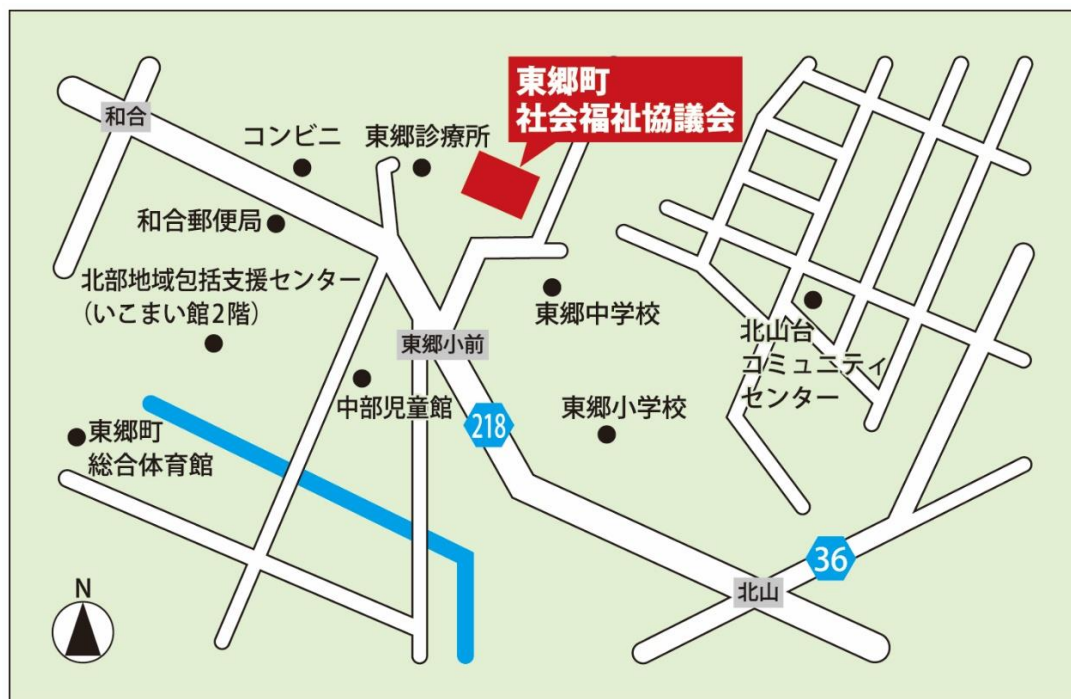 東郷町
社会福祉協議会
和合
コンビニ
東郷診療所
和合郵便局
北部地域包括支援センター
(いこまい館2階)
東郷中学校
北山台
コミュニティ
センター
東郷小前
中部児童館
218
東郷小学校
東郷町
総合体育館
36
北山
N